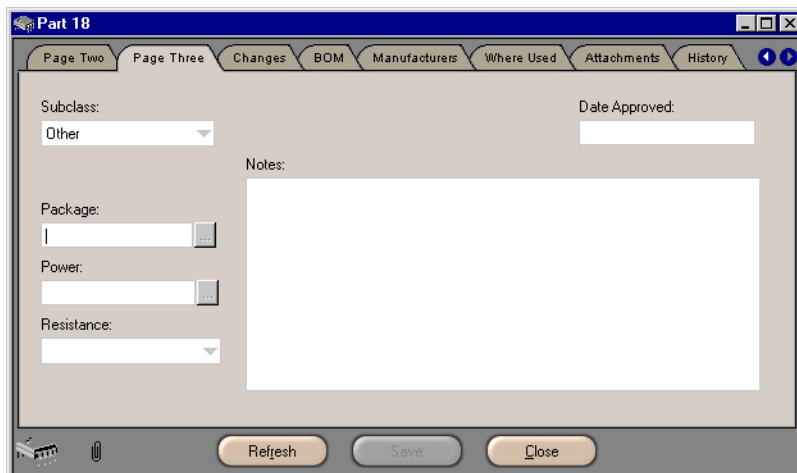 Part 18
Page Two Page Three Changes BOM Manufacturers Where Used Attachments History
Subclass: Date Approved:
Other
Notes:
Package:
...
Power:
...
Resistance:
Refresh Save Close